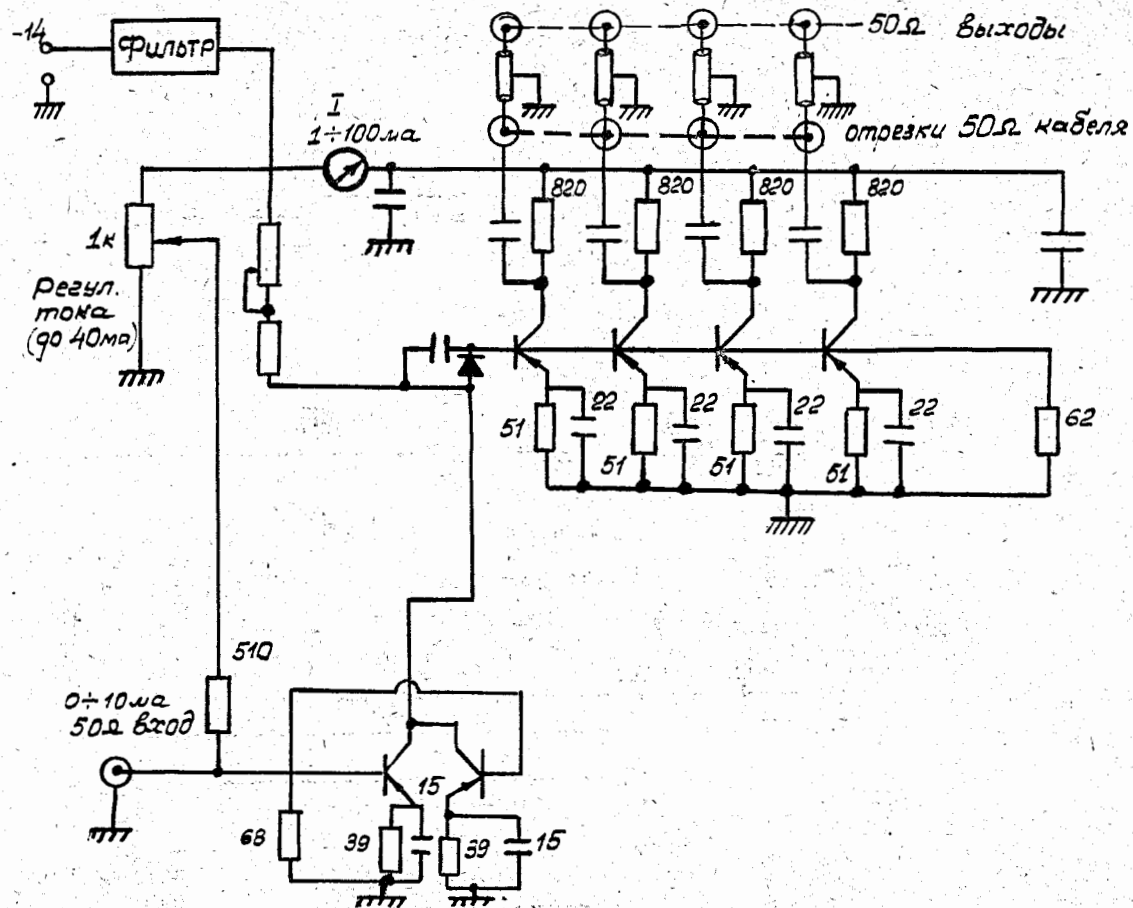 -14
Фильтр
50Ω выходы
I
1÷100ма
отрезки 50Ω кабеля
820
820
820
820
1к
Регул.
тока
(до 40ма)
22
22
22
22
62
51
51
51
51
510
0÷10ма
50Ω вход
15
68
39
39
15